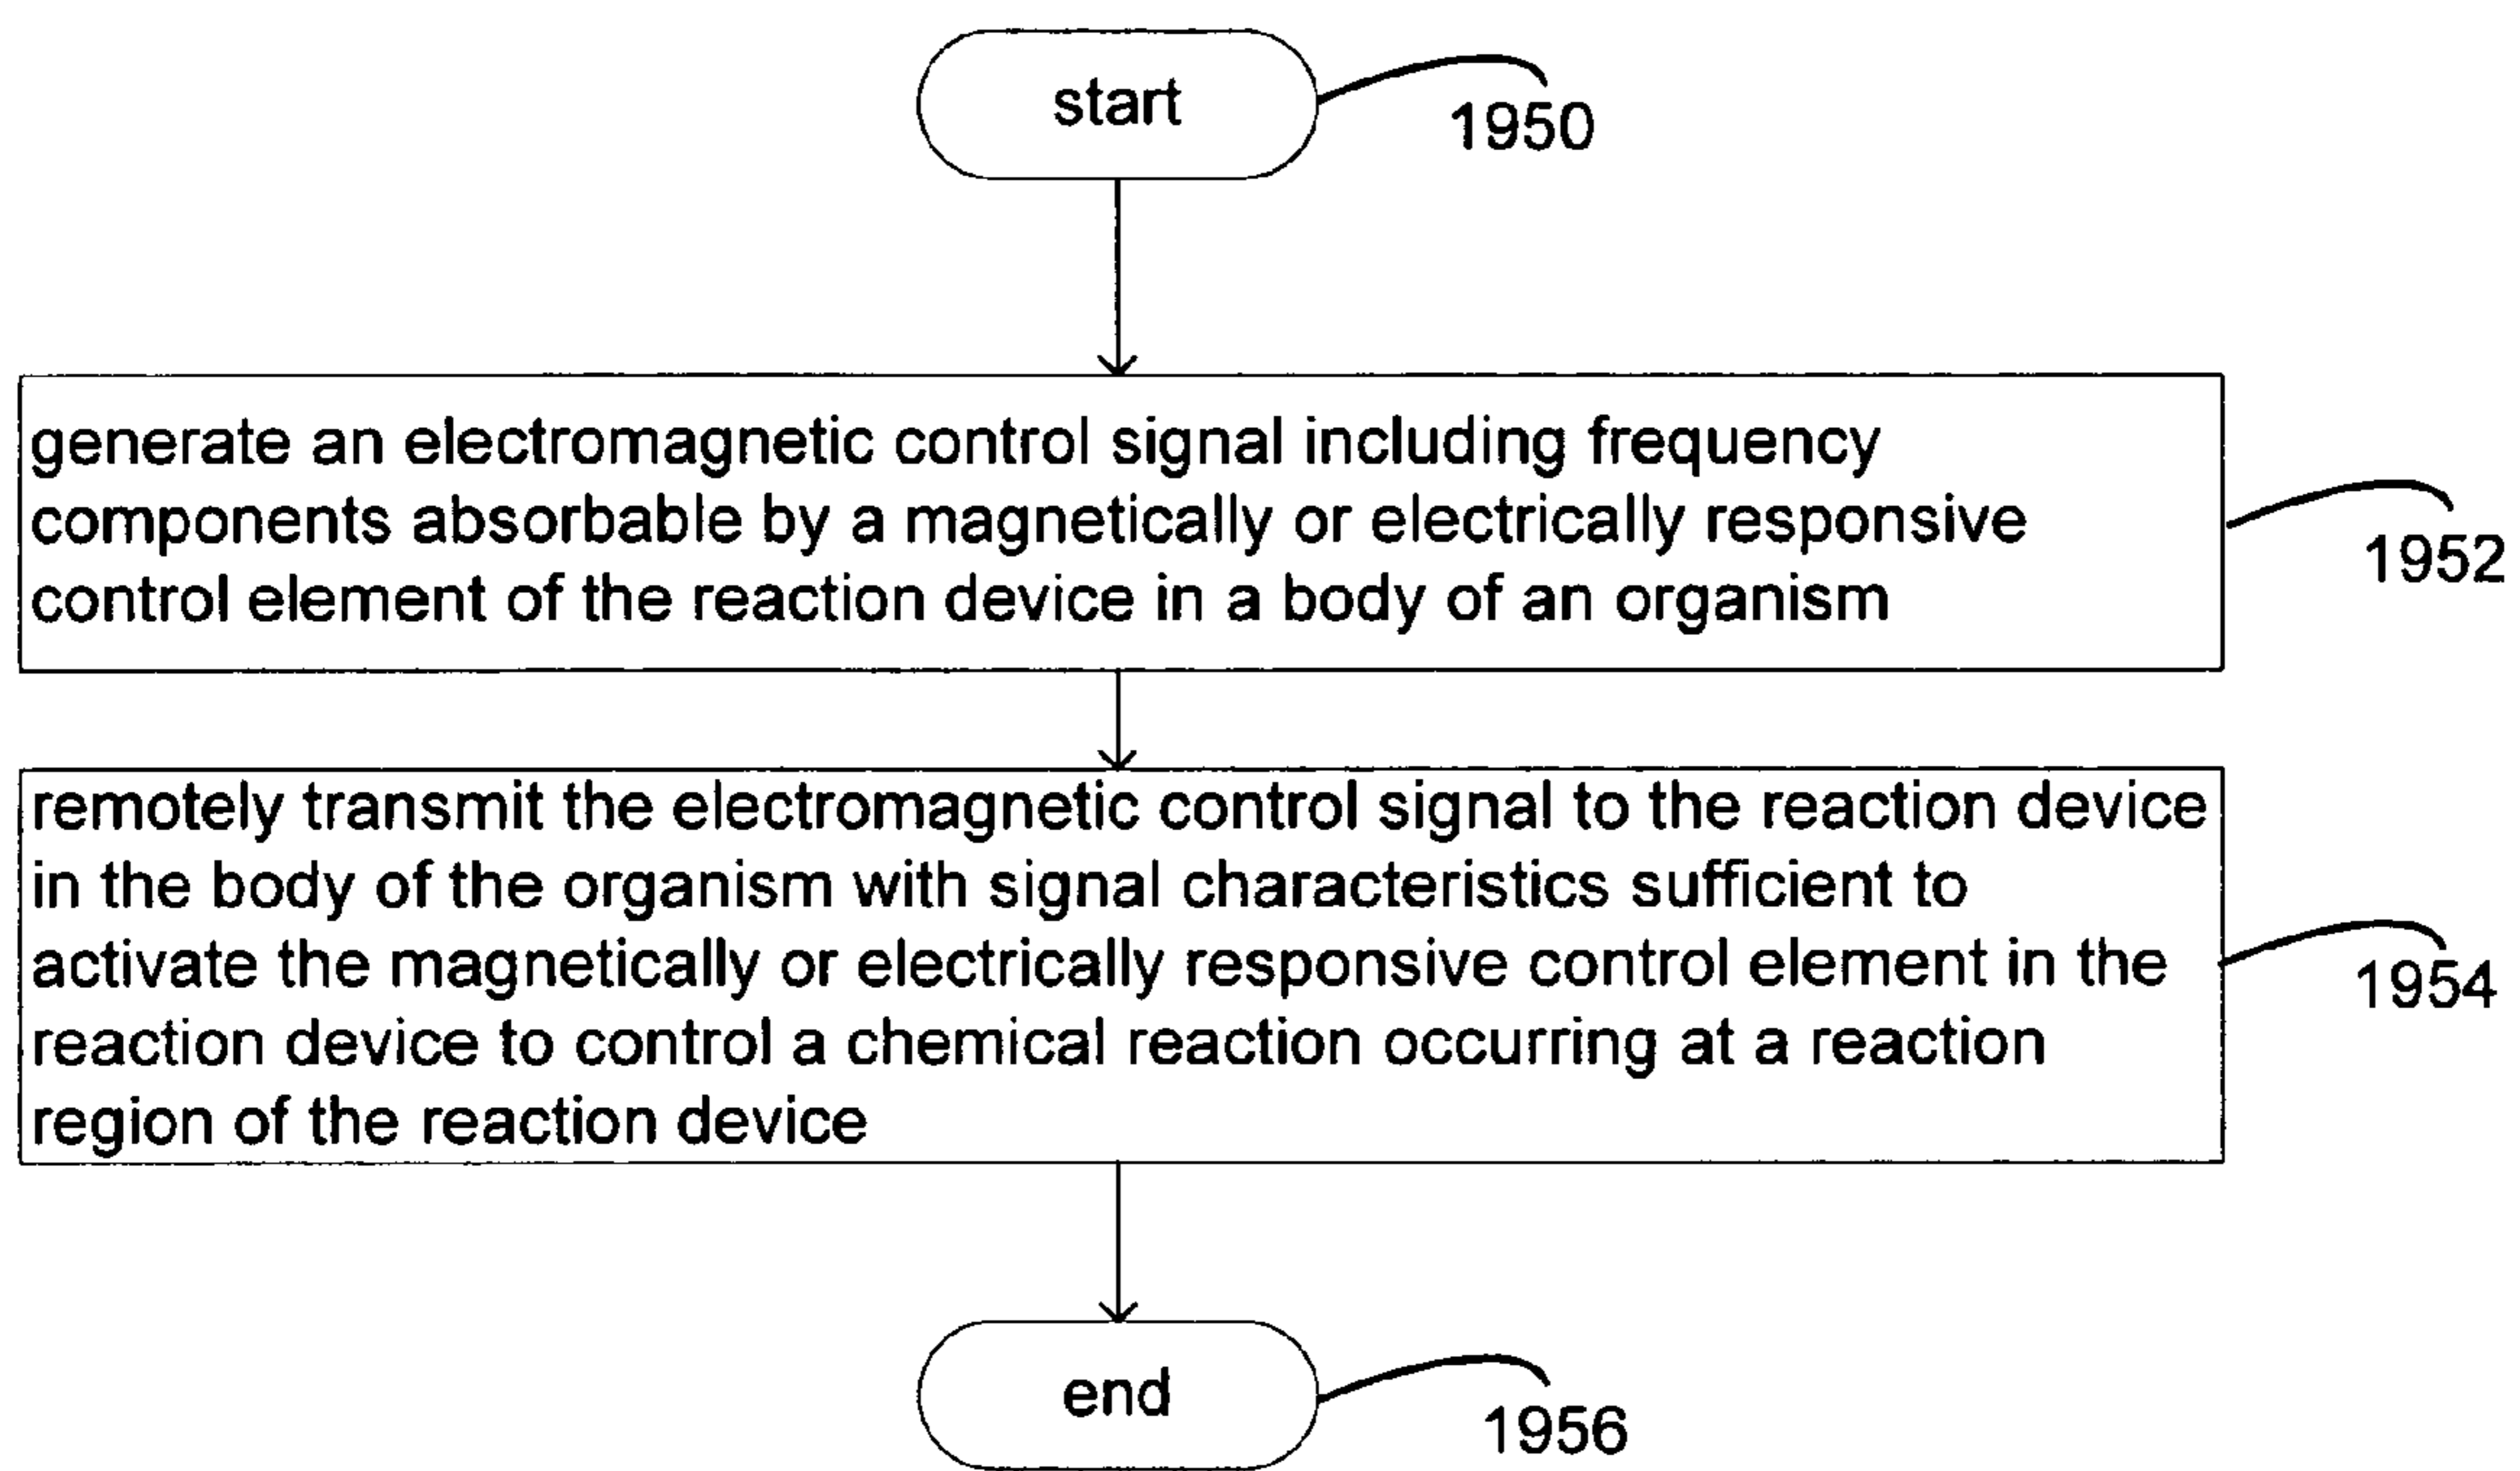 start
1950
generate an electromagnetic control signal including frequency
components absorbable by a magnetically or electrically responsive
control element of the reaction device in a body of an organism
1952
remotely transmit the electromagnetic control signal to the reaction device
in the body of the organism with signal characteristics sufficient to
activate the magnetically or electrically responsive control element in the
reaction device to control a chemical reaction occurring at a reaction
region of the reaction device
1954
end
1956